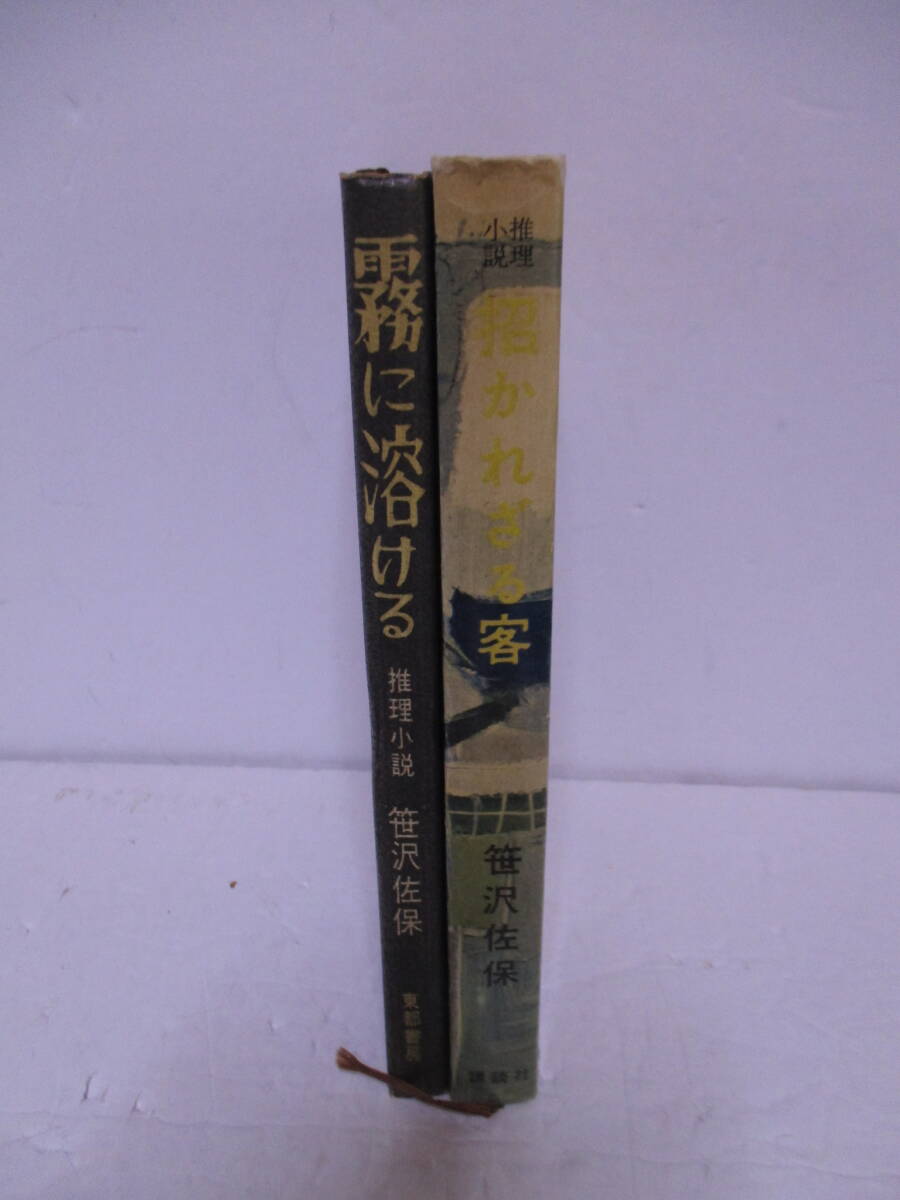 霧に溶ける
推理小説
笹沢佐保
東都書房
推理
小説
招かれざる客
笹沢佐保
講談社